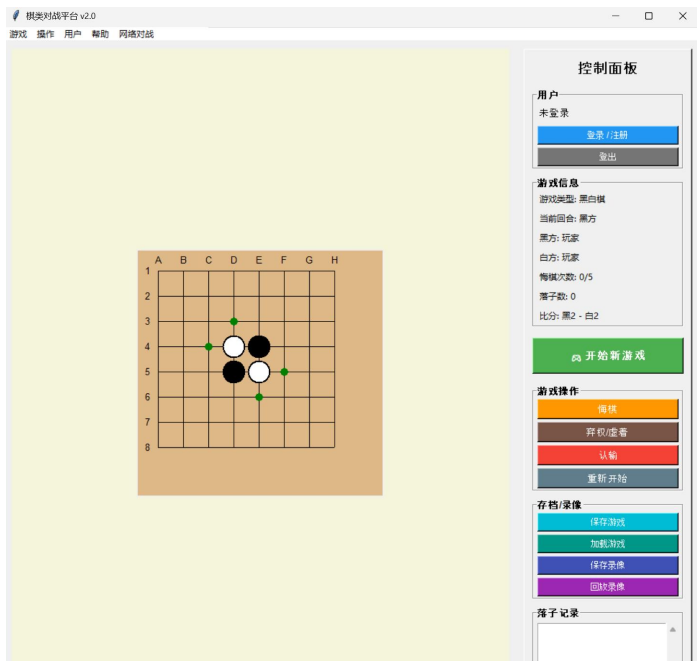 棋类对战平台 v2.0
游戏 操作 用户 帮助 网络对战
控制面板
用户
未登录
登录 / 注册
登出
游戏信息
游戏类型: 黑白棋
当前回合: 黑方
黑方: 玩家
白方: 玩家
悔棋次数: 0/5
落子数: 0
比分: 黑2 - 白2
开始新游戏
游戏操作
悔棋
弃权/虚着
认输
重新开始
存档/录像
保存游戏
加载游戏
保存录像
回放录像
落子记录
A B C D E F G H
1
2
3
4
5
6
7
8